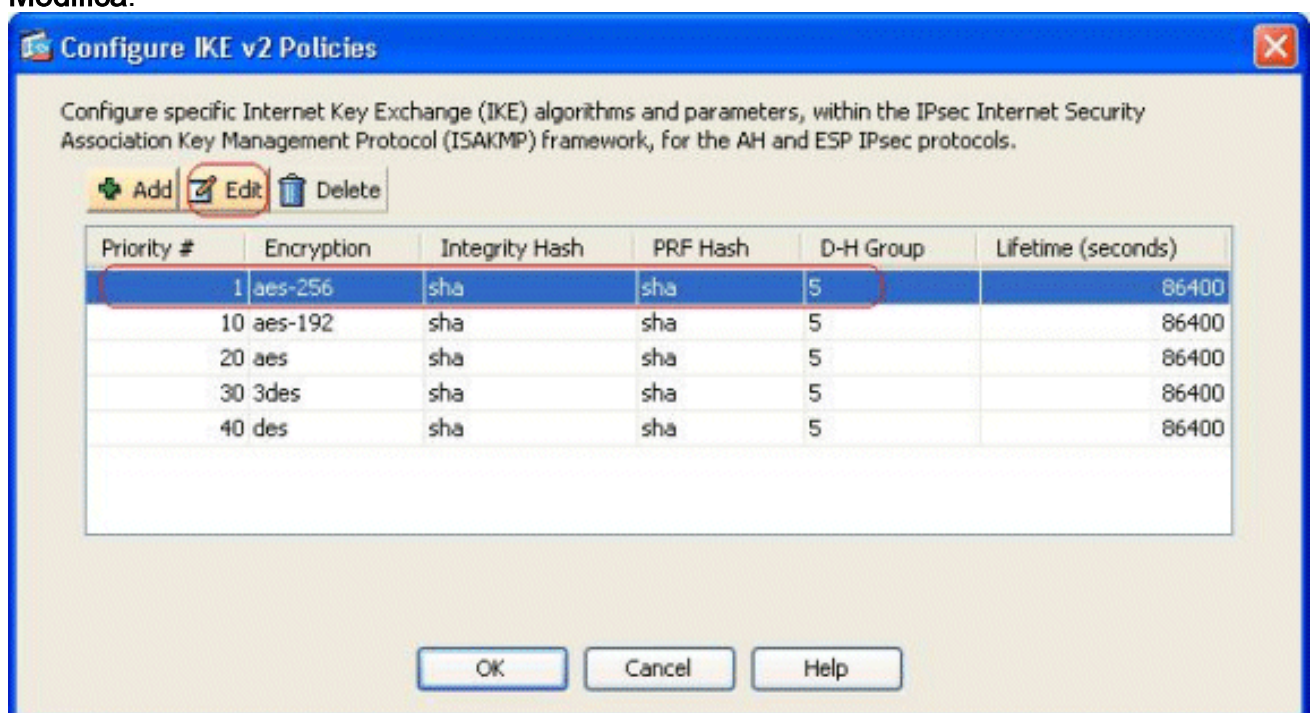 Modifica.
Configure IKE v2 Policies
Configure specific Internet Key Exchange (IKE) algorithms and parameters, within the IPsec Internet Security
Association Key Management Protocol (ISAKMP) framework, for the AH and ESP IPsec protocols.
Add Edit Delete
Priority # Encryption Integrity Hash PRF Hash D-H Group Lifetime (seconds)
1 aes-256 sha sha 5 86400
10 aes-192 sha sha 5 86400
20 aes sha sha 5 86400
30 3des sha sha 5 86400
40 des sha sha 5 86400
OK Cancel Help